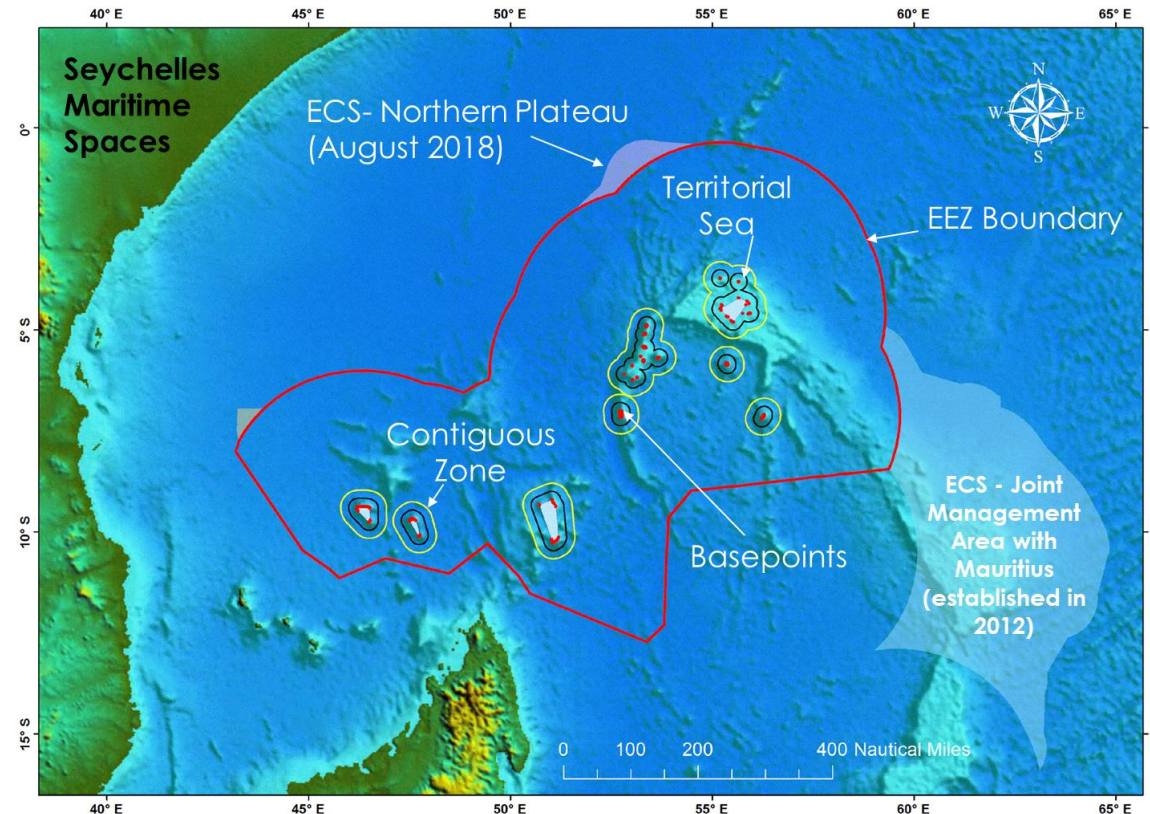 40° E 45° E 50° E 55° E 60° E 65° E
Seychelles
Maritime
Spaces
N
W E
S
ECS- Northern Plateau
(August 2018)
0°
Territorial
Sea
EEZ Boundary
5° S
Contiguous
Zone
ECS - Joint
Management
Area with
Mauritius
(established in
2012)
10° S
Basepoints
15° S
0 100 200 400 Nautical Miles
40° E 45° E 50° E 55° E 60° E 65° E